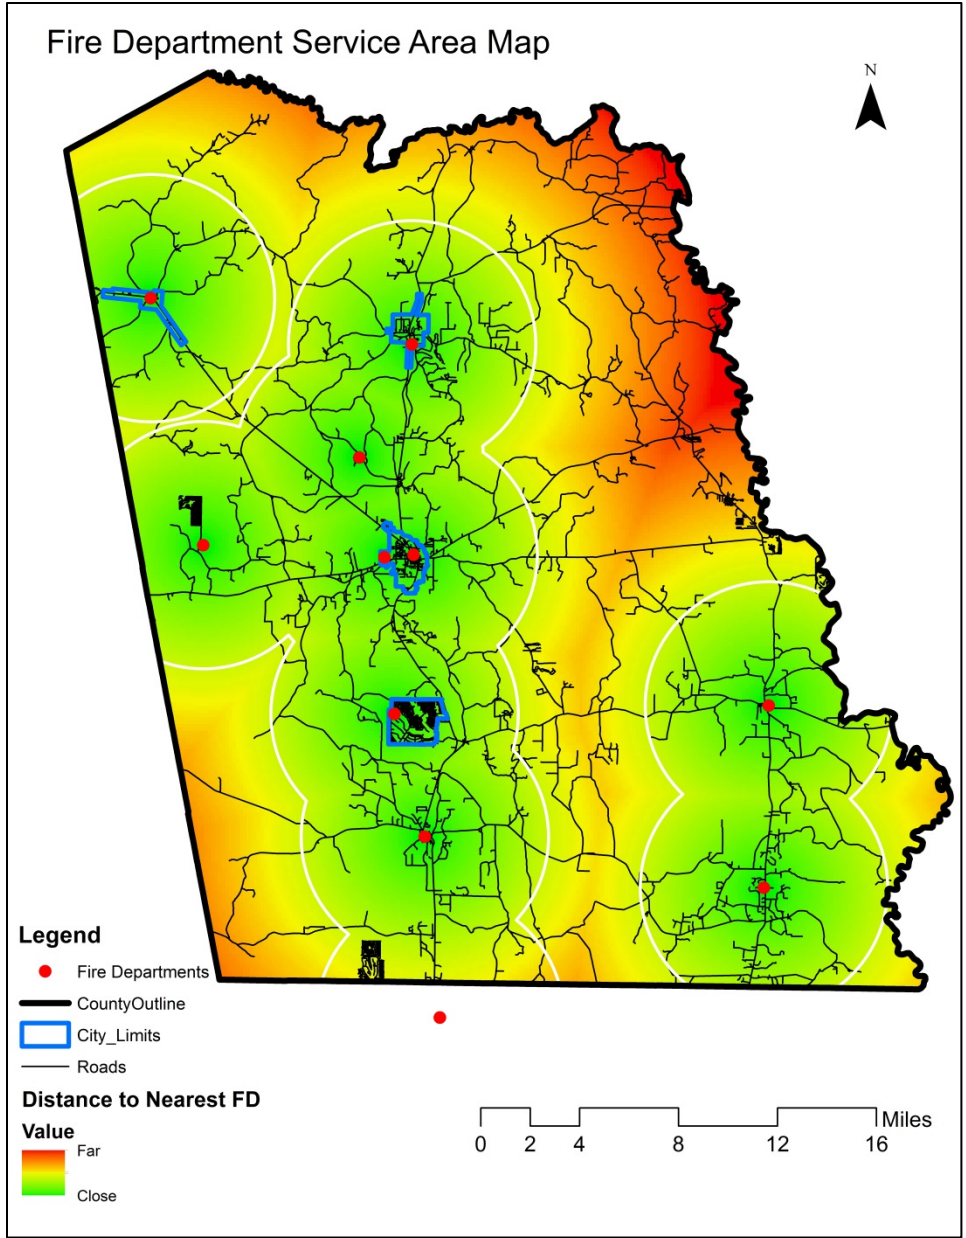 Fire Department Service Area Map
N
Legend
Fire Departments
CountyOutline
City_Limits
Roads
Distance to Nearest FD
Value
Far
Close
Miles
0 2 4 8 12 16